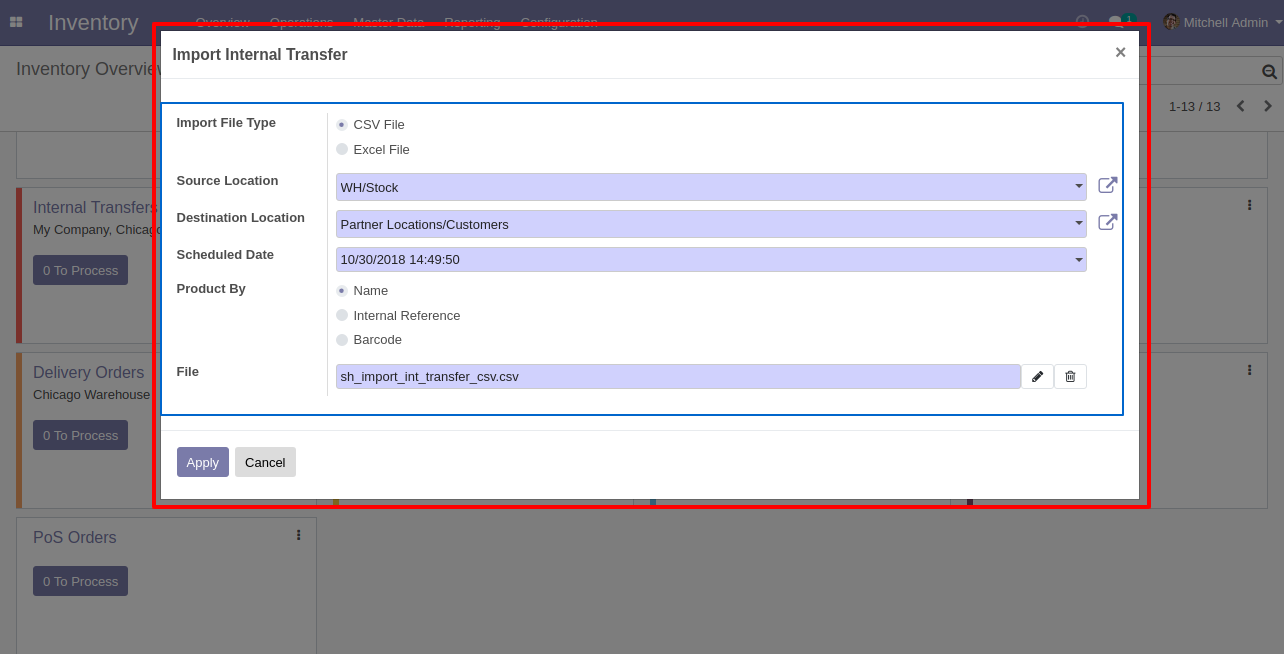 Inventory Overview Operations Master Data Reporting Configuration 1 Mitchell Admin
Import Internal Transfer ×
Inventory
1-13 / 13
Import File Type
CSV File
Excel File
Source Location WH/Stock
Internal Transfers
Destination Location Partner Locations/Customers
My Company,
Scheduled Date 10/30/2018 14:49:50
0 To Process
Product By
Name
Internal Reference
Barcode
Delivery Orders
File sh_import_int_transfer_csv.csv
Chicago Warehouse
0 To Process
Apply Cancel
PoS Orders
0 To Process